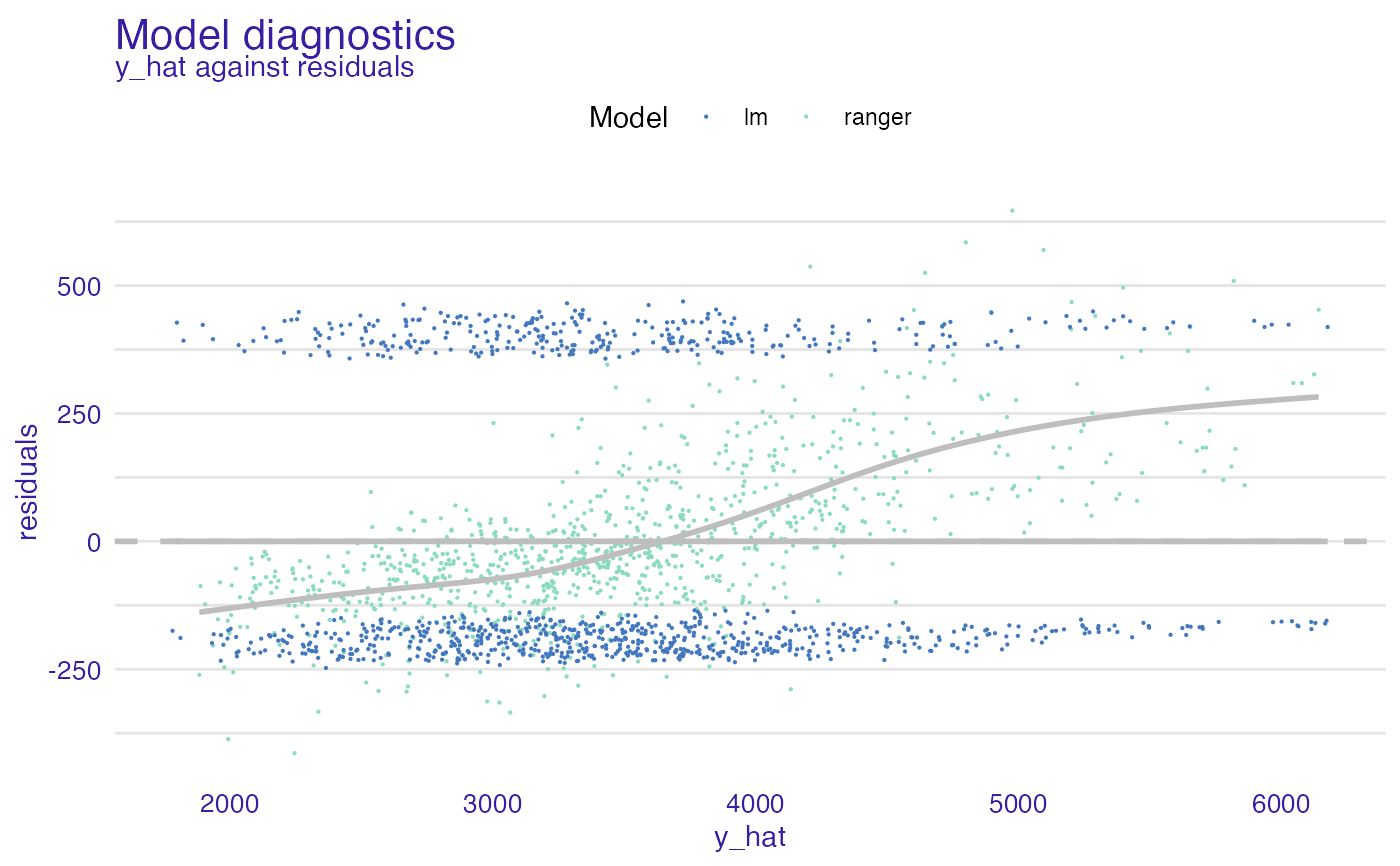 Model diagnostics
y_hat against residuals
Model lm ranger
500
250
0
-250
residuals
2000 3000 4000 5000 6000
y_hat